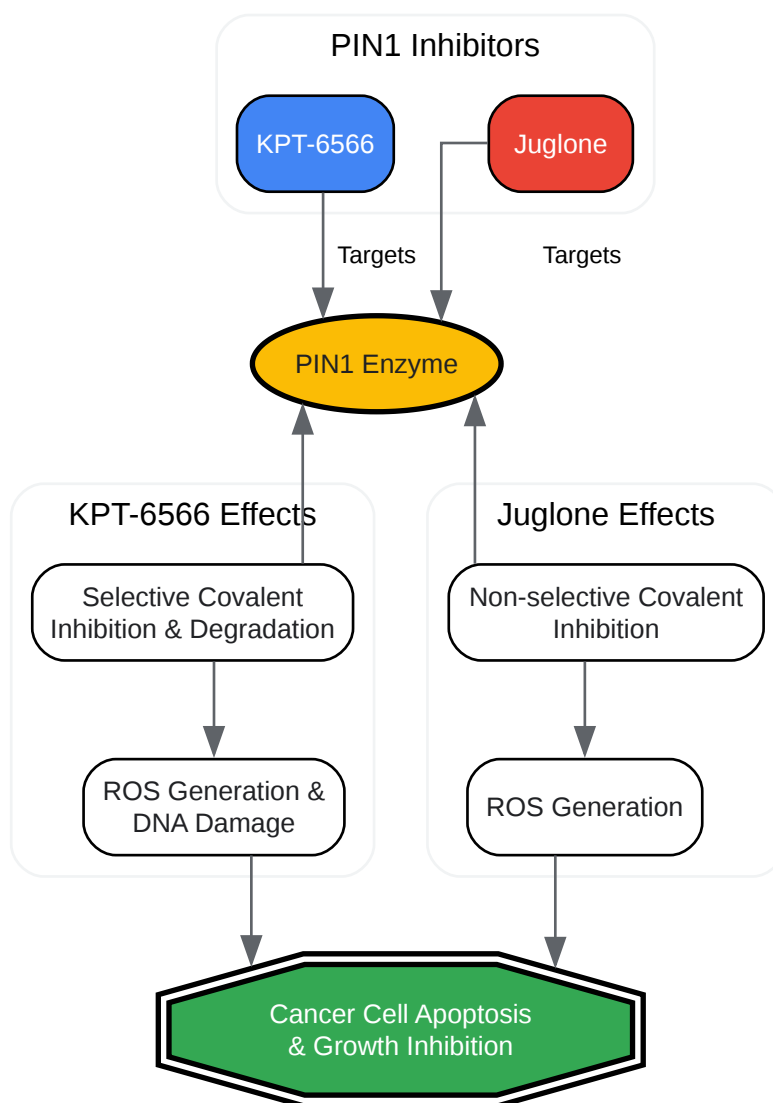 PIN1 Inhibitors
KPT-6566
Juglone
Targets
Targets
PIN1 Enzyme
KPT-6566 Effects
Selective Covalent
Inhibition & Degradation
ROS Generation &
DNA Damage
Juglone Effects
Non-selective Covalent
Inhibition
ROS Generation
Cancer Cell Apoptosis
& Growth Inhibition